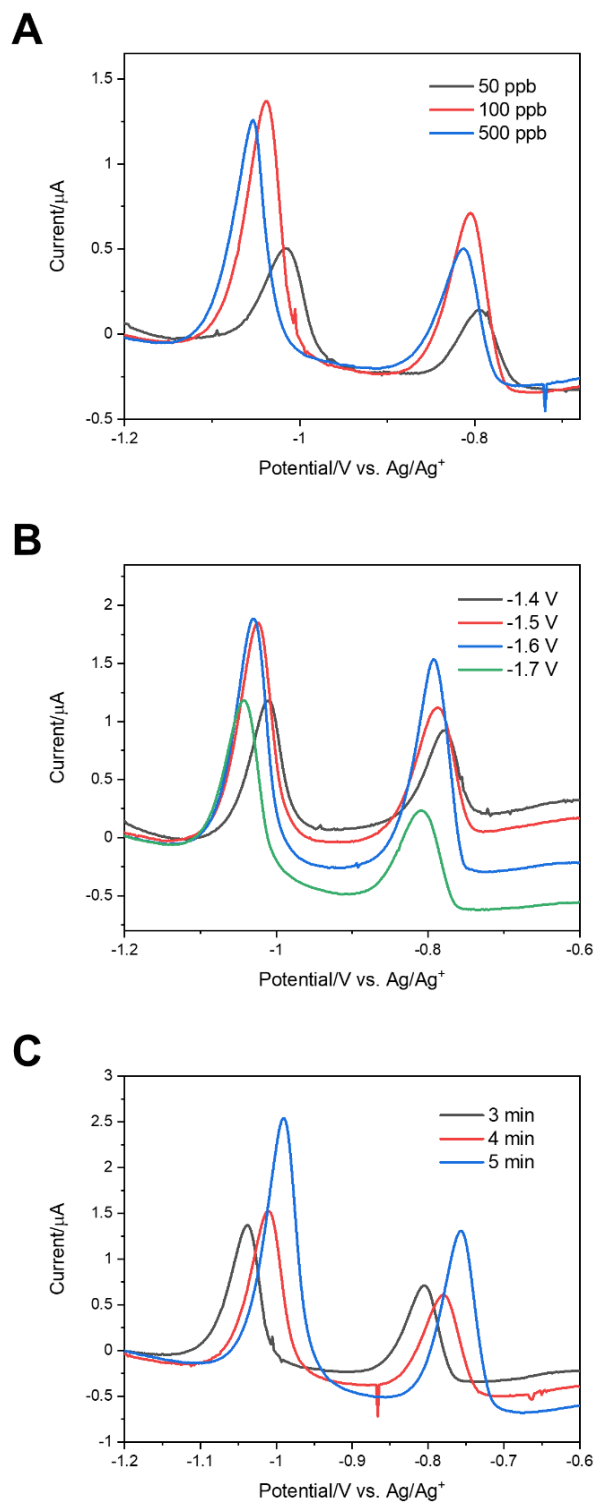 A
50 ppb
100 ppb
500 ppb
1.5
1
0.5
0
-0.5
Current/μA
-1.2
-1
-0.8
Potential/V vs. Ag/Ag⁺
B
-1.4 V
-1.5 V
-1.6 V
-1.7 V
2
1.5
1
0.5
0
-0.5
Current/μA
-1.2
-1
-0.8
-0.6
Potential/V vs. Ag/Ag⁺
C
3 min
4 min
5 min
3
2.5
2
1.5
1
0.5
0
-0.5
-1
Current/μA
-1.2
-1.1
-1
-0.9
-0.8
-0.7
-0.6
Potential/V vs. Ag/Ag⁺